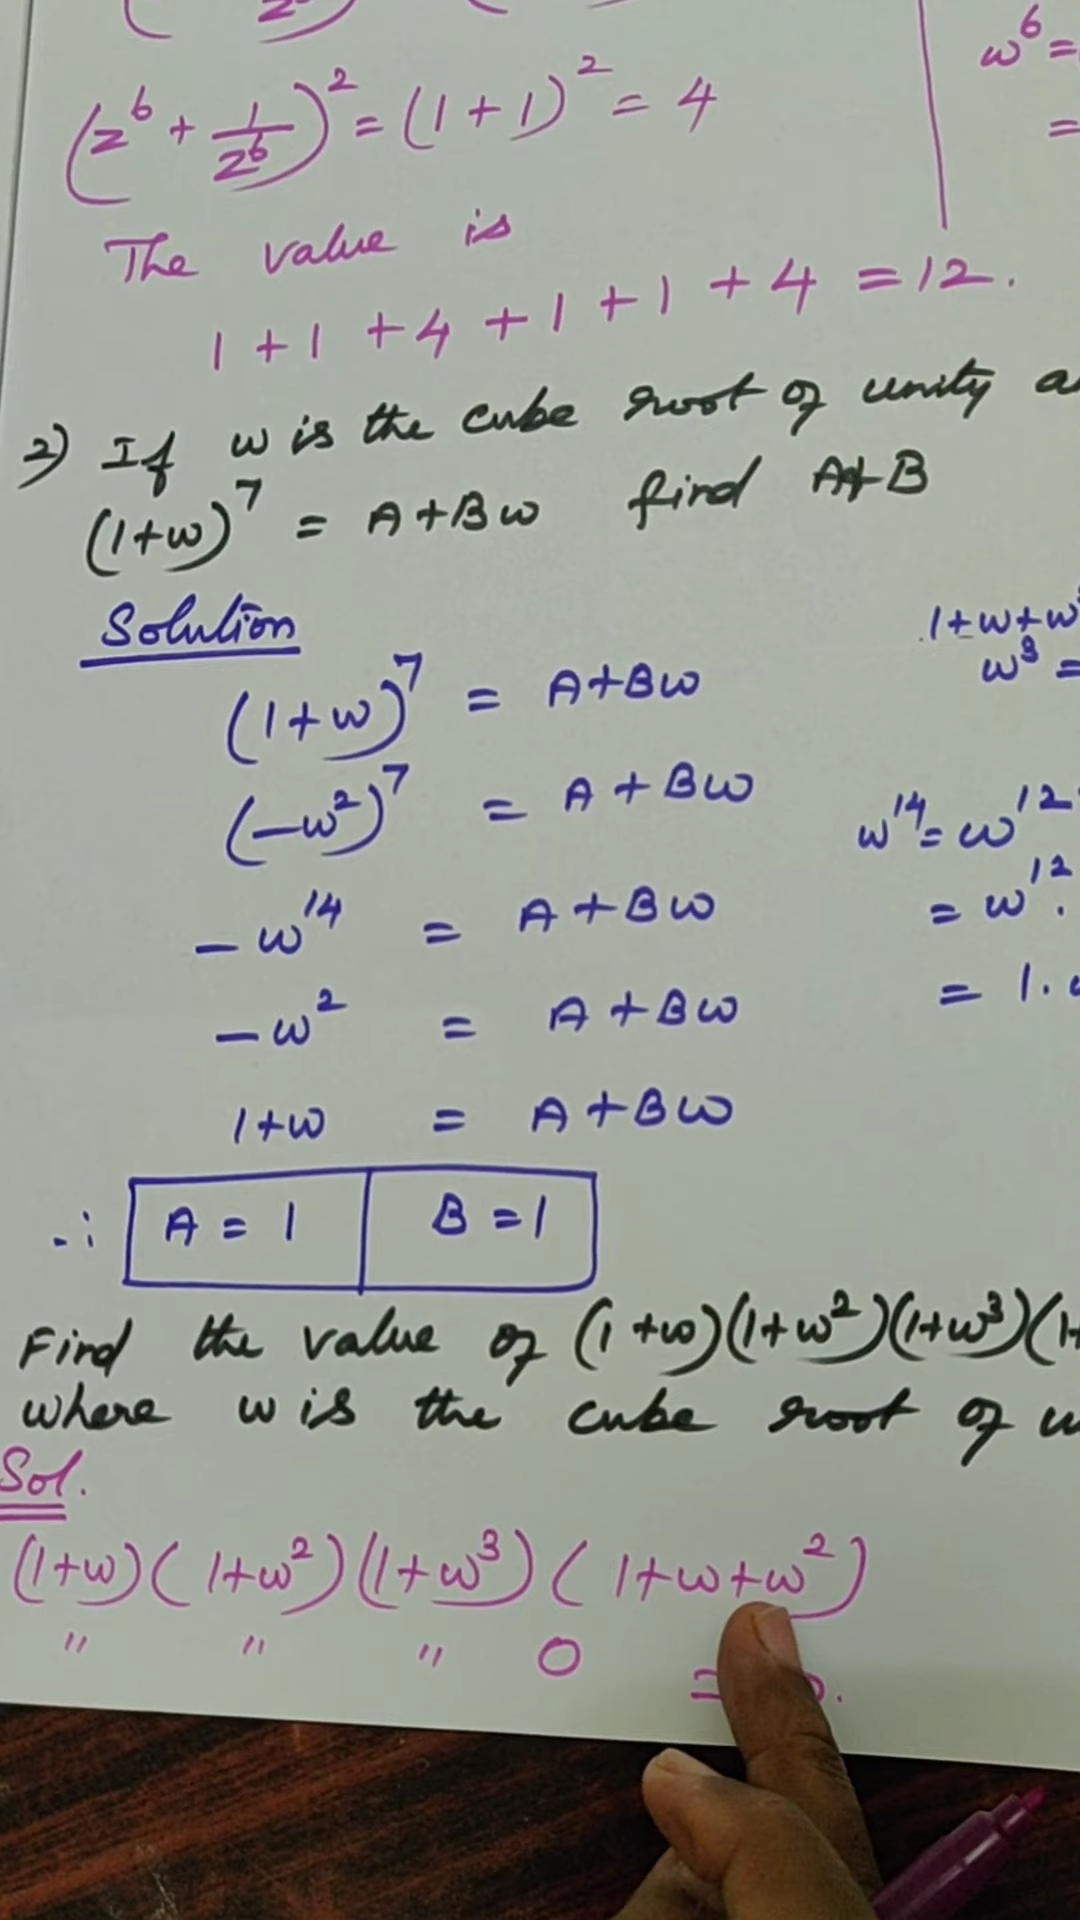 (z⁶ + 1/z⁶)² = (1+1)² = 4
ω⁶ =
=
The value is
1 + 1 + 4 + 1 + 1 + 4 = 12.
2) If ω is the cube root of unity
(1+ω)⁷ = A+Bω find A+B
Solution
1+ω+ω
ω³ =
(1+ω)⁷ = A+Bω
(-ω²)⁷ = A+Bω
ω¹⁴ = ω¹²
= ω¹².
-ω¹⁴ = A+Bω
= 1.
-ω² = A+Bω
1+ω = A+Bω
∴ A = 1 B = 1
Find the value of (1+ω)(1+ω²)(1+ω³)(1+
where ω is the cube root of
Sol.
(1+ω)(1+ω²)(1+ω³)(1+ω+ω²)
" " " 0
=